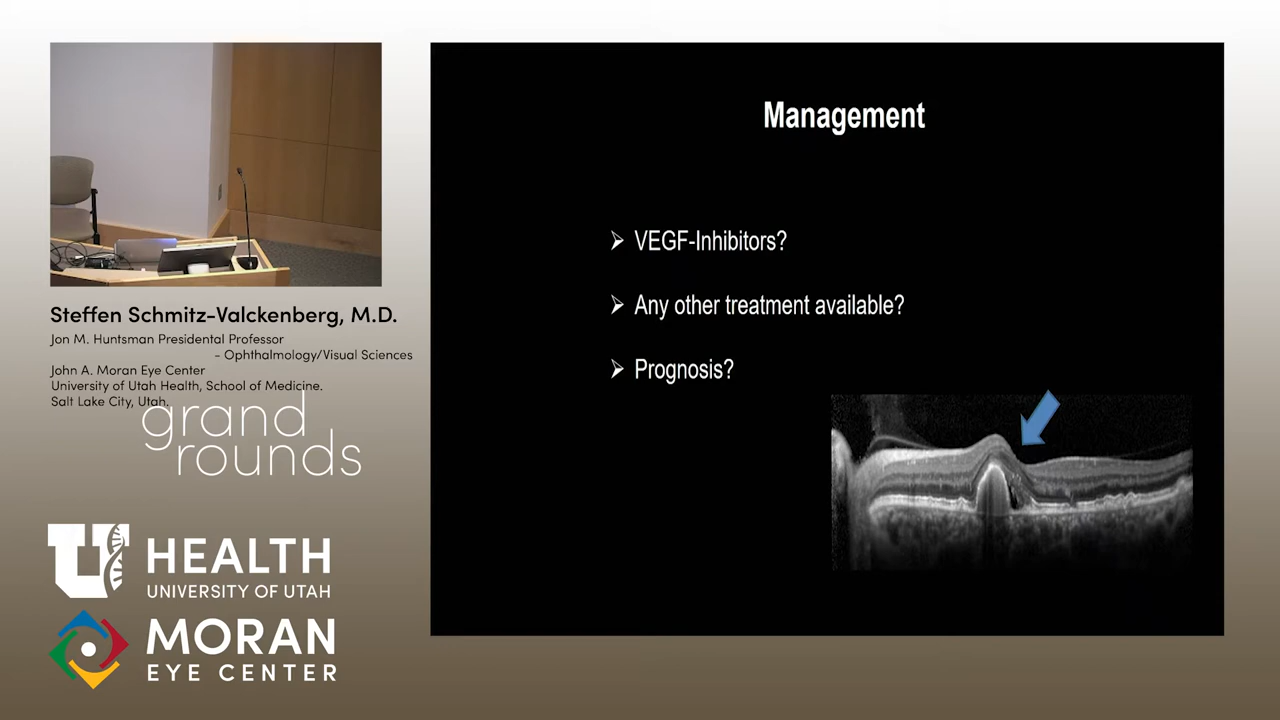 Management
VEGF-Inhibitors?
Any other treatment available?
Prognosis?
Steffen Schmitz-Valckenberg, M.D.
Jon M. Huntsman Presidental Professor
- Ophthalmology/Visual Sciences
John A. Moran Eye Center
University of Utah Health, School of Medicine.
Salt Lake City, Utah.
grand
rounds
U HEALTH
UNIVERSITY OF UTAH
MORAN
EYE CENTER